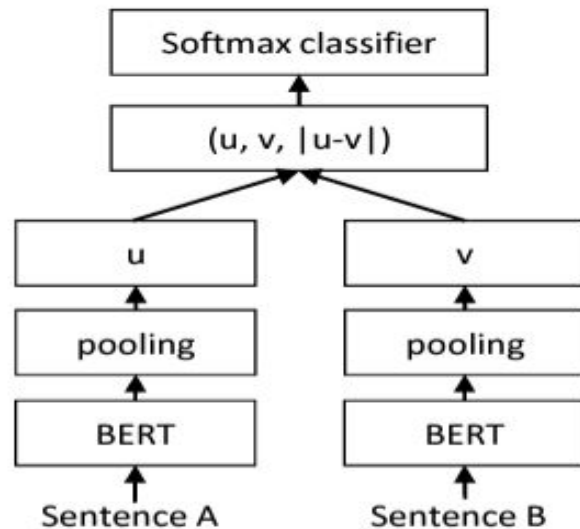 Softmax classifier
(u, v, |u-v|)
u
v
pooling
pooling
BERT
BERT
Sentence A
Sentence B